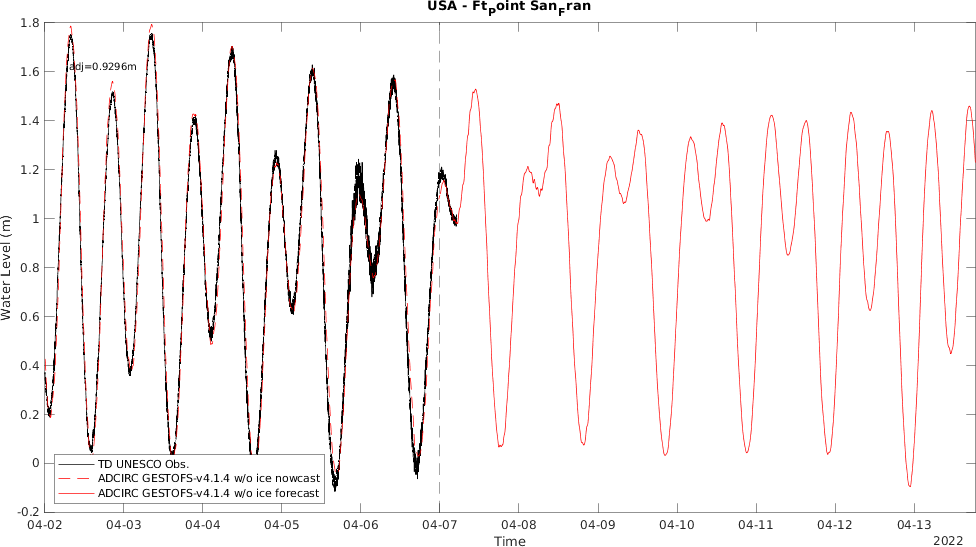 USA - FtPoint SanFran
1.8
1.6
1.4
1.2
1
0.8
0.6
0.4
0.2
0
-0.2
Water Level (m)
adj=0.9296m
TD UNESCO Obs.
ADCIRC GESTOFS-v4.1.4 w/o ice nowcast
ADCIRC GESTOFS-v4.1.4 w/o ice forecast
04-02 04-03 04-04 04-05 04-06 04-07 04-08 04-09 04-10 04-11 04-12 04-13
Time
2022